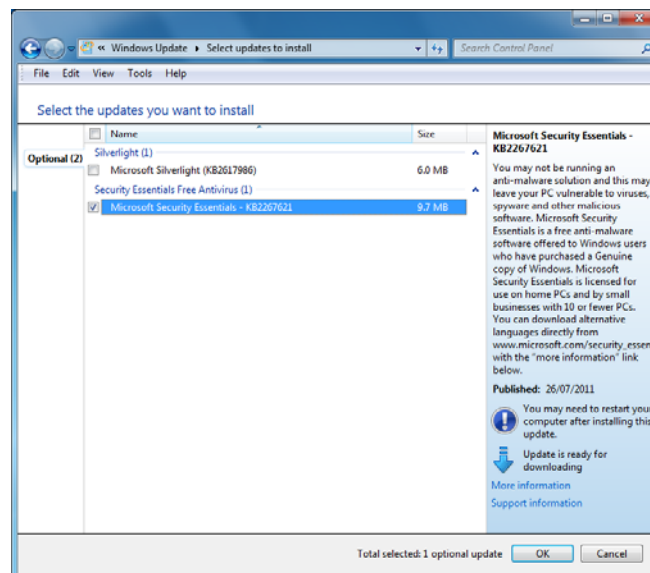 « Windows Update ▸ Select updates to install
Search Control Panel
File Edit View Tools Help
Select the updates you want to install
Name Size
Optional (2)
Silverlight (1)
Microsoft Silverlight (KB2617986) 6.0 MB
Security Essentials Free Antivirus (1)
Microsoft Security Essentials - KB2267621 9.7 MB
Microsoft Security Essentials -
KB2267621
You may not be running an
anti-malware solution and this may
leave your PC vulnerable to viruses,
spyware and other malicious
software. Microsoft Security
Essentials is a free anti-malware
software offered to Windows users
who have purchased a Genuine
copy of Windows. Microsoft
Security Essentials is licensed for
use on home PCs and by small
businesses with 10 or fewer PCs.
You can download alternative
languages directly from
www.microsoft.com/security_essen
with the "more information" link
below.
Published: 26/07/2011
You may need to restart your
computer after installing this
update.
Update is ready for
downloading
More information
Support information
Total selected: 1 optional update
OK
Cancel